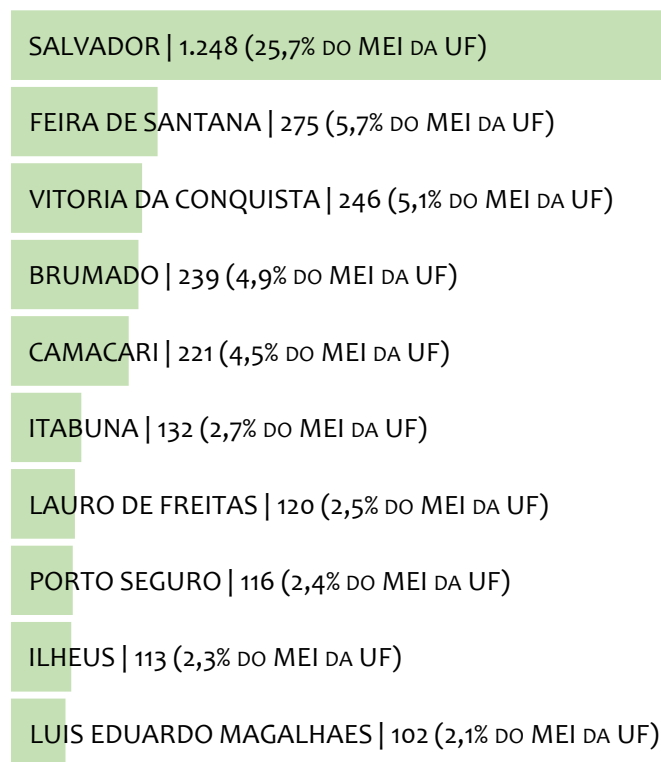 SALVADOR | 1.248 (25,7% DO MEI DA UF)
FEIRA DE SANTANA | 275 (5,7% DO MEI DA UF)
VITORIA DA CONQUISTA | 246 (5,1% DO MEI DA UF)
BRUMADO | 239 (4,9% DO MEI DA UF)
CAMACARI | 221 (4,5% DO MEI DA UF)
ITABUNA | 132 (2,7% DO MEI DA UF)
LAURO DE FREITAS | 120 (2,5% DO MEI DA UF)
PORTO SEGURO | 116 (2,4% DO MEI DA UF)
ILHEUS | 113 (2,3% DO MEI DA UF)
LUIS EDUARDO MAGALHAES | 102 (2,1% DO MEI DA UF)